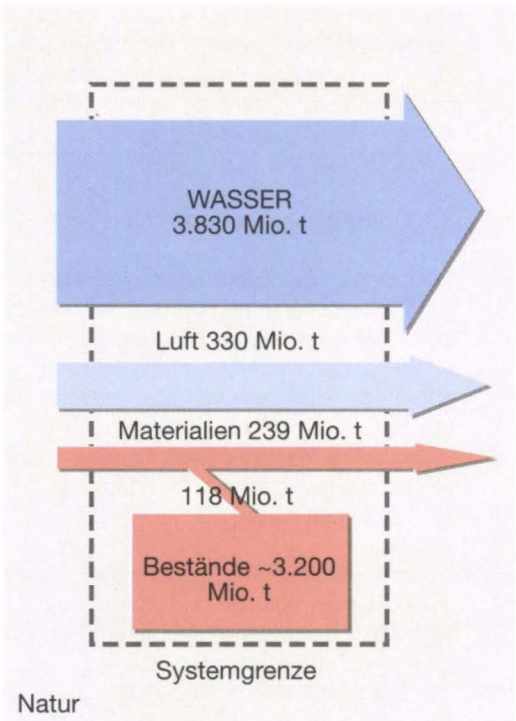 WASSER
3.830 Mio. t
Luft 330 Mio. t
Materialien 239 Mio. t
118 Mio. t
Bestände ~3.200
Mio. t
Systemgrenze
Natur